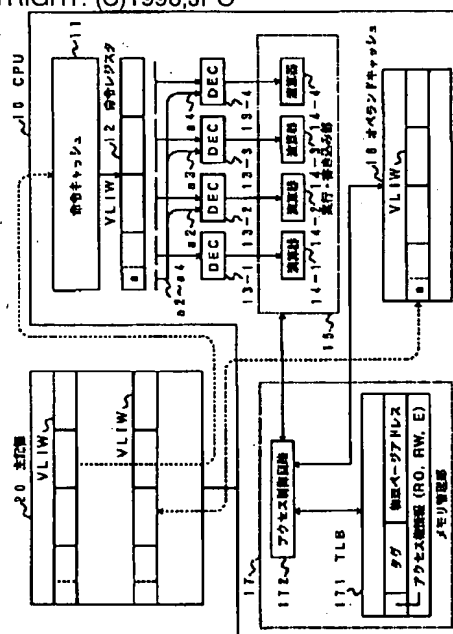 RIGHT: (C)1996,JPO
10 CPU
命令キャッシュ
11
VLIW
12 命令レジスタ
a
a2~a4
a2
a3
a4
DEC
DEC
DEC
DEC
13-1
13-2
13-3
13-4
演算器
演算器
演算器
演算器
14-1
14-2
14-3
14-4
実行・書き込み部
15
20 主記憶
VLIW
VLIW
17
172
アクセス制御回路
171 TLB
タグ
物理ページアドレス
アクセス権情報 (RO, RW, E)
メモリ管理部
16 オペランドキャッシュ
VLIW
a